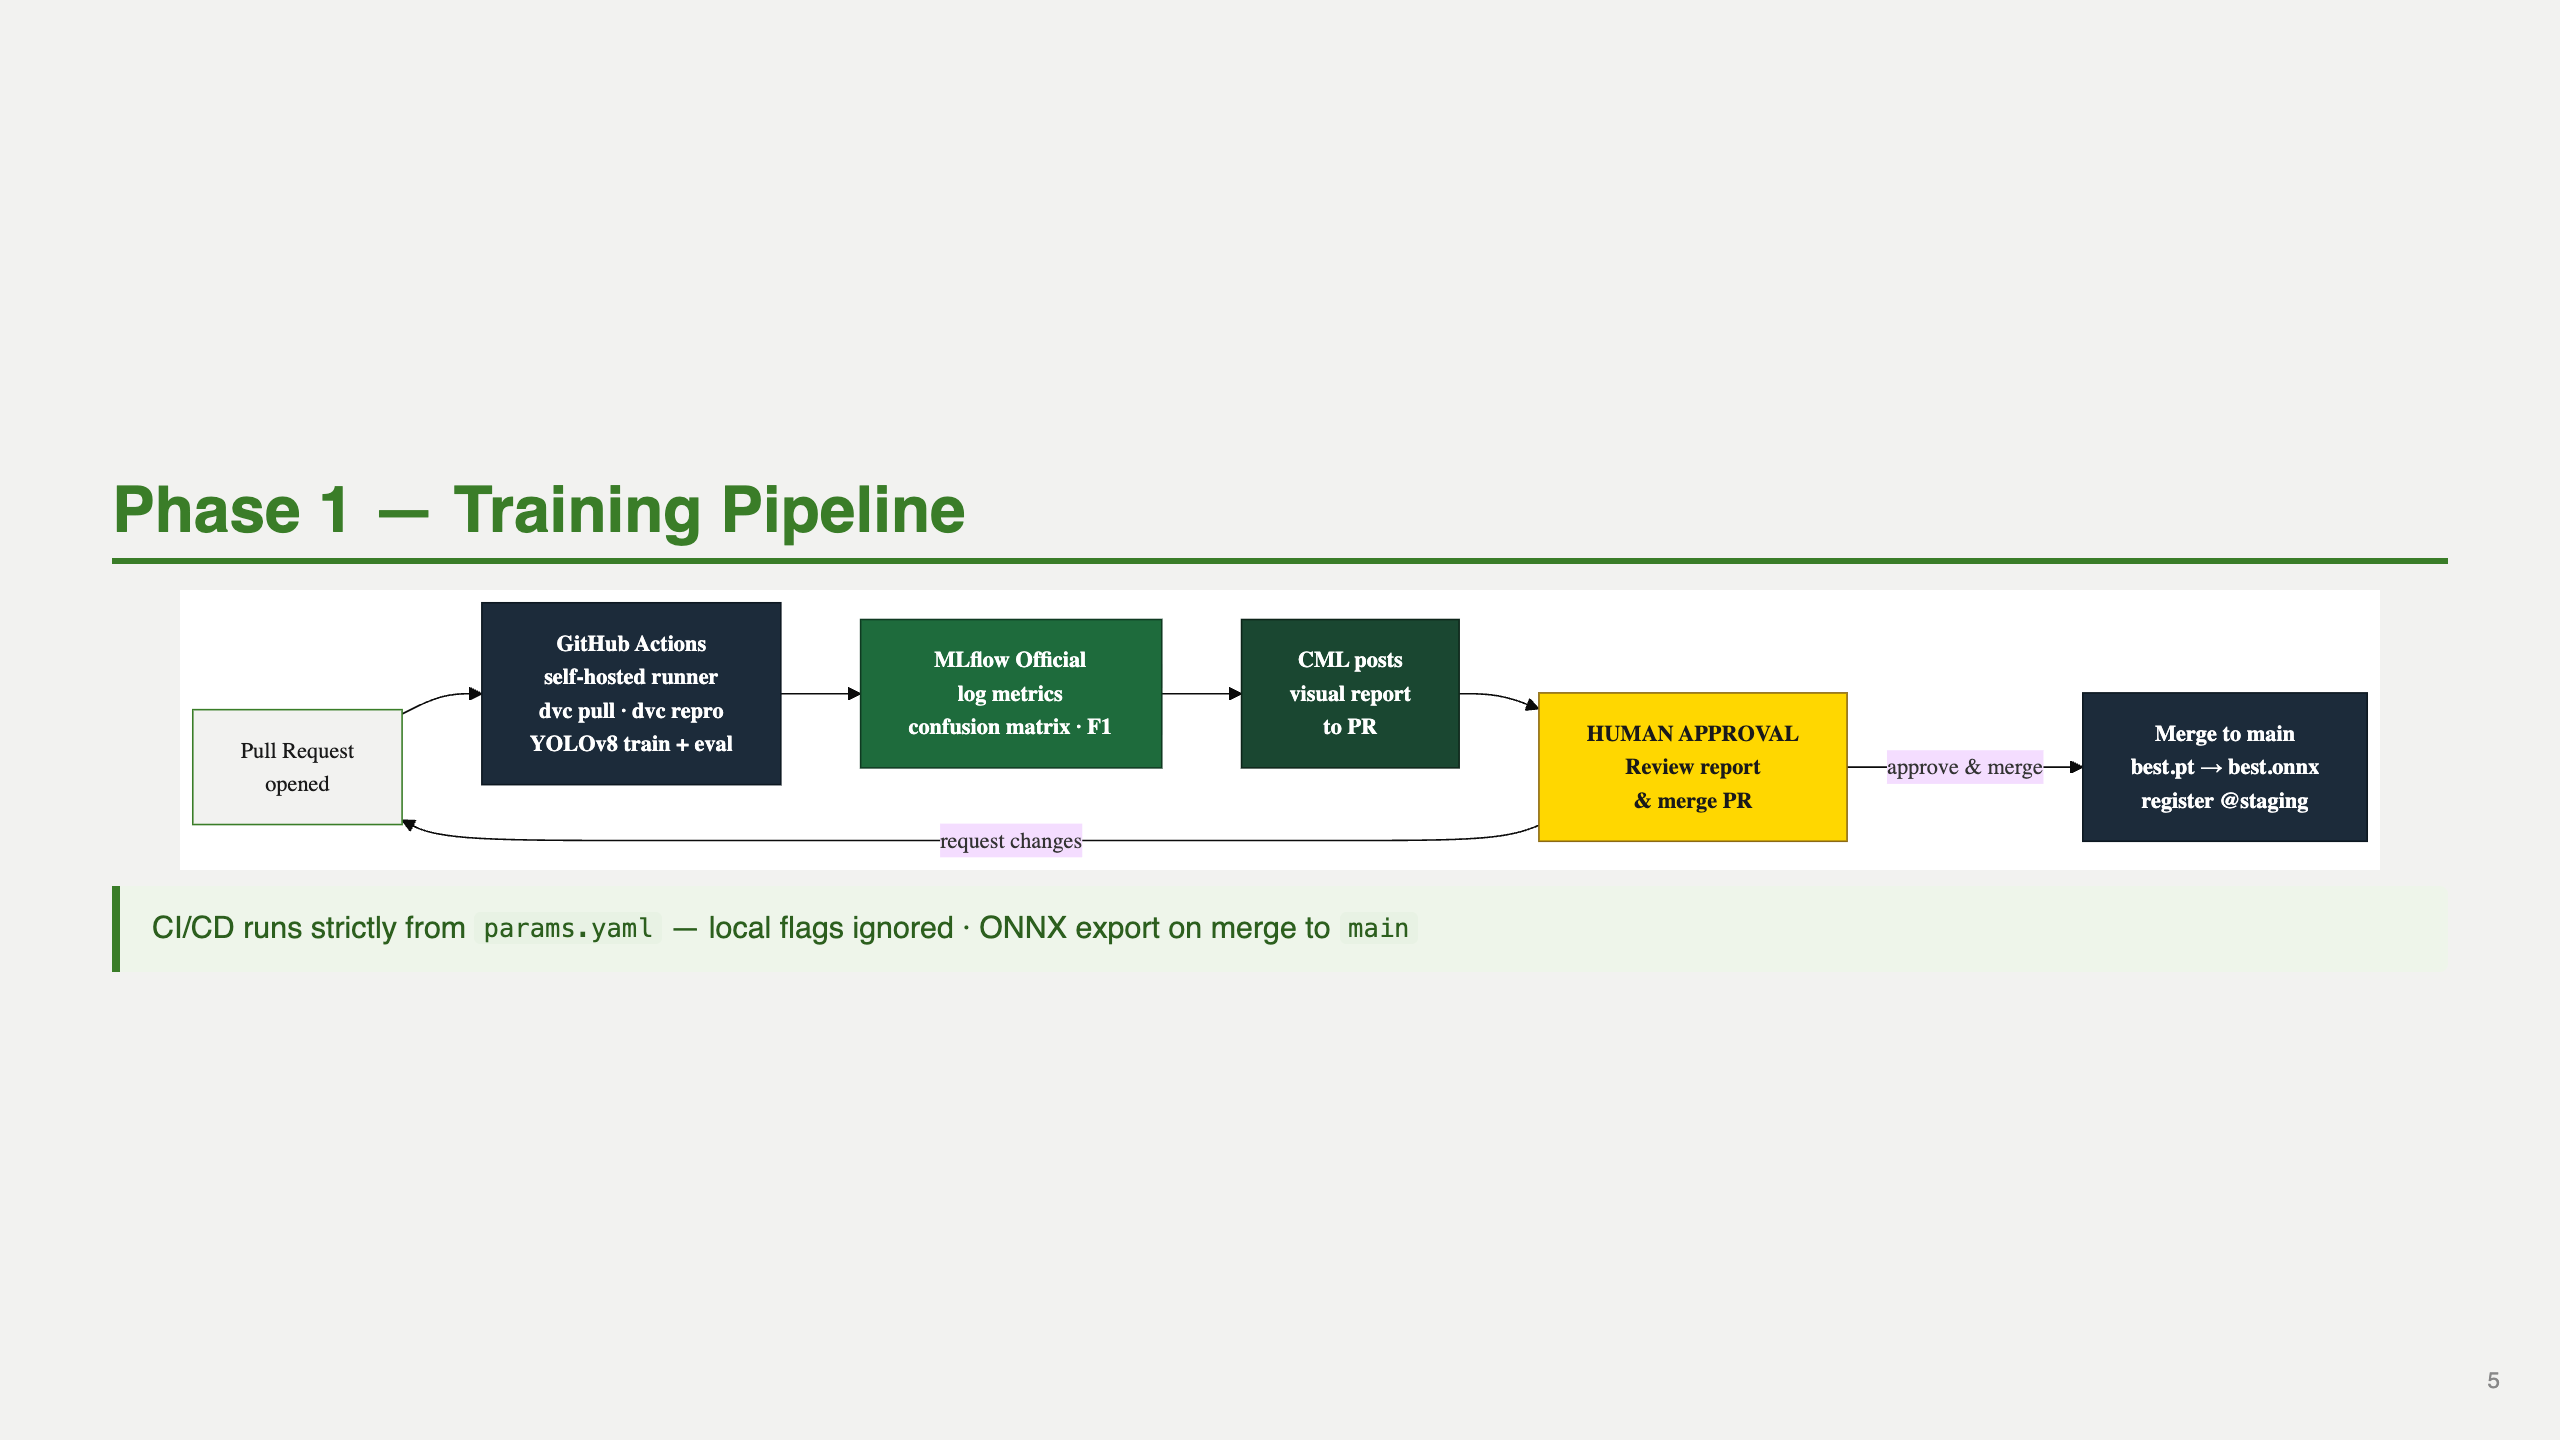 Phase 1 — Training Pipeline
Pull Request
opened
GitHub Actions
self-hosted runner
dvc pull · dvc repro
YOLOv8 train + eval
MLflow Official
log metrics
confusion matrix · F1
CML posts
visual report
to PR
HUMAN APPROVAL
Review report
& merge PR
approve & merge
Merge to main
best.pt → best.onnx
register @staging
request changes
CI/CD runs strictly from params.yaml — local flags ignored · ONNX export on merge to main
5